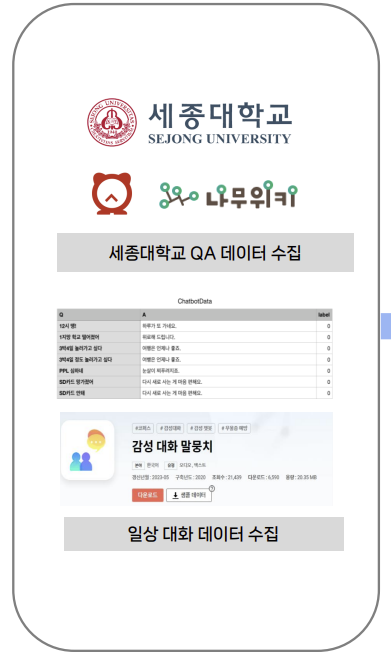 세종대학교
SEJONG UNIVERSITY
나무위키
세종대학교 QA 데이터 수집
ChatbotData
Q A label
12시 땡! 하루가 또 가네요. 0
1지망 학교 떨어졌어 위로해 드립니다. 0
3박4일 놀러가고 싶다 여행은 언제나 좋죠. 0
3박4일 정도 놀러가고 싶다 여행은 언제나 좋죠. 0
PPL 심하네 눈살이 찌푸려지죠. 0
SD카드 망가졌어 다시 새로 사는 게 마음 편해요. 0
SD카드 안돼 다시 새로 사는 게 마음 편해요. 0
#코퍼스 #감성대화 #감성 챗봇 #우울증 예방
감성 대화 말뭉치
분야 한국어 유형 오디오, 텍스트
갱신년월 : 2023-05 구축년도 : 2020 조회수 : 21,409 다운로드 : 6,593 용량 : 20.35 MB
다운로드 샘플 데이터 ?
일상 대화 데이터 수집